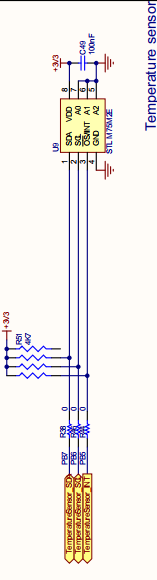 Temperature sensor
+3V3
C49
100nF
U9
8 7 6 5
VDD A0 A1 A2
SDA SCL OS/INT GND
1 2 3 4
STLM75M2E
+3V3
R51
4K7
0 0 0
R38
PB7 PB6 PB5
TemperatureSensor_SDA
TemperatureSensor_SCL
TemperatureSensor_INT